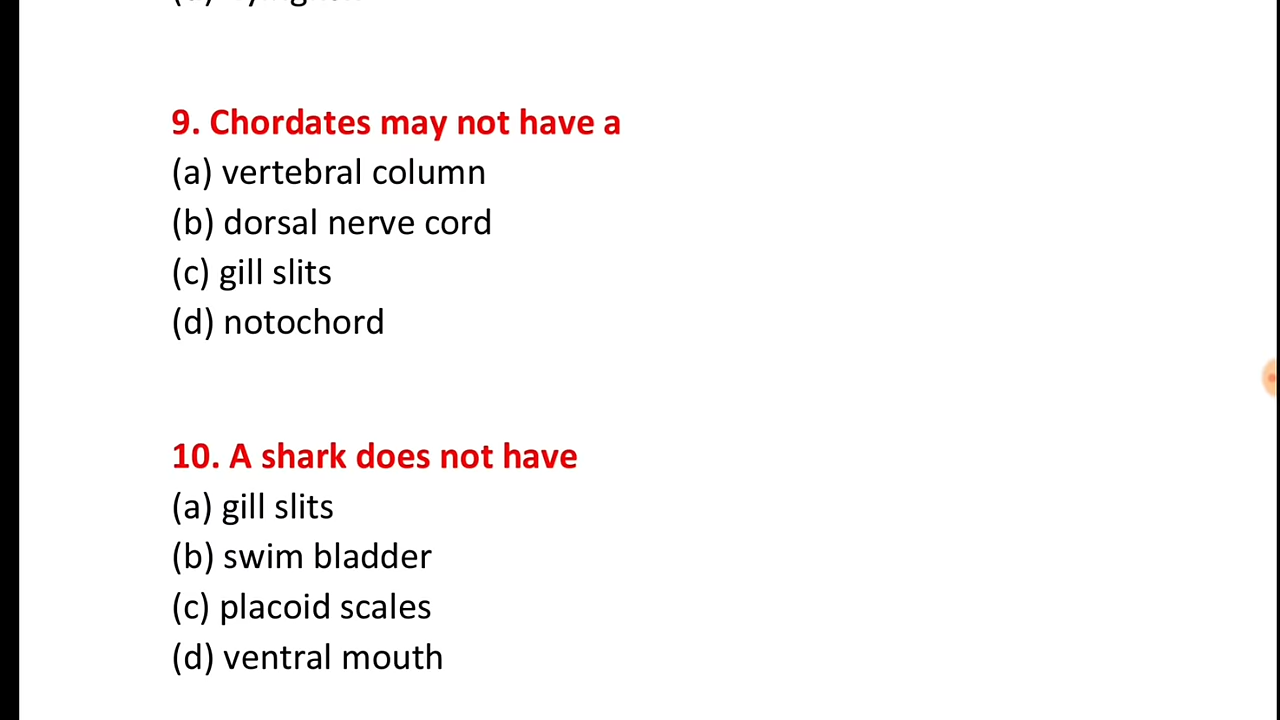 9. Chordates may not have a
(a) vertebral column
(b) dorsal nerve cord
(c) gill slits
(d) notochord
10. A shark does not have
(a) gill slits
(b) swim bladder
(c) placoid scales
(d) ventral mouth